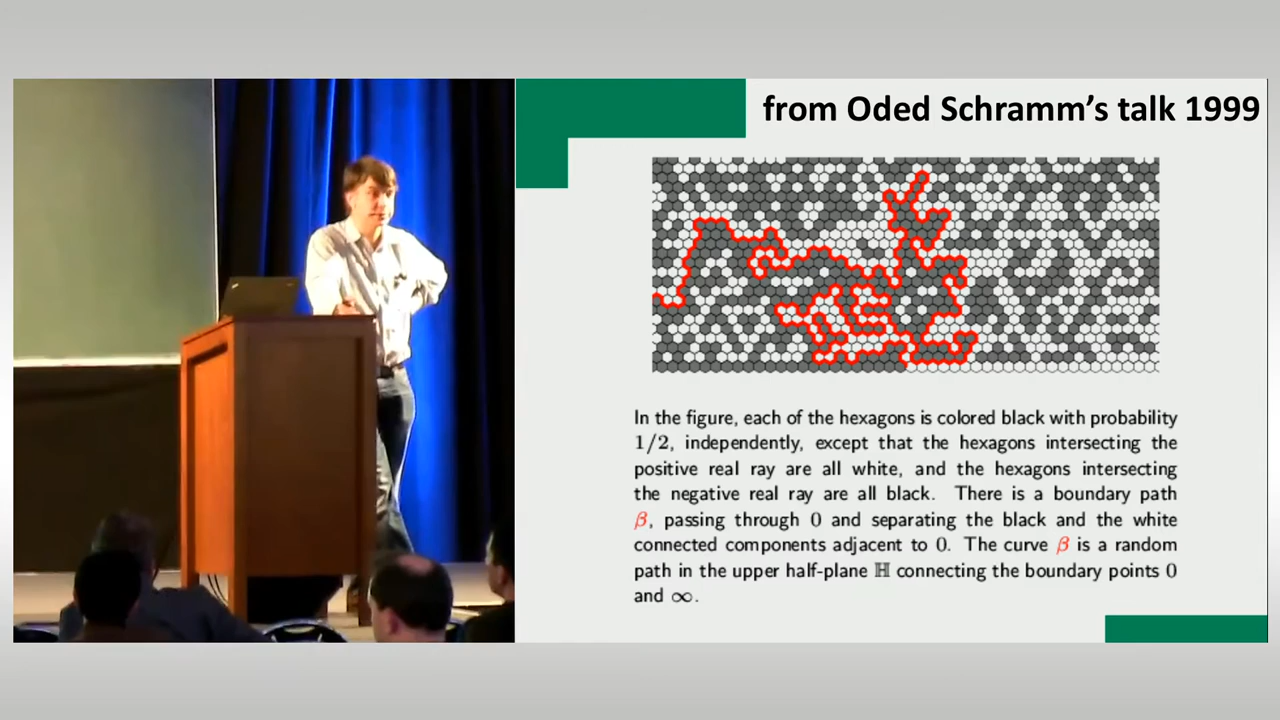 from Oded Schramm's talk 1999
In the figure, each of the hexagons is colored black with probability
1/2, independently, except that the hexagons intersecting the
positive real ray are all white, and the hexagons intersecting
the negative real ray are all black. There is a boundary path
β, passing through 0 and separating the black and the white
connected components adjacent to 0. The curve β is a random
path in the upper half-plane ℍ connecting the boundary points 0
and ∞.